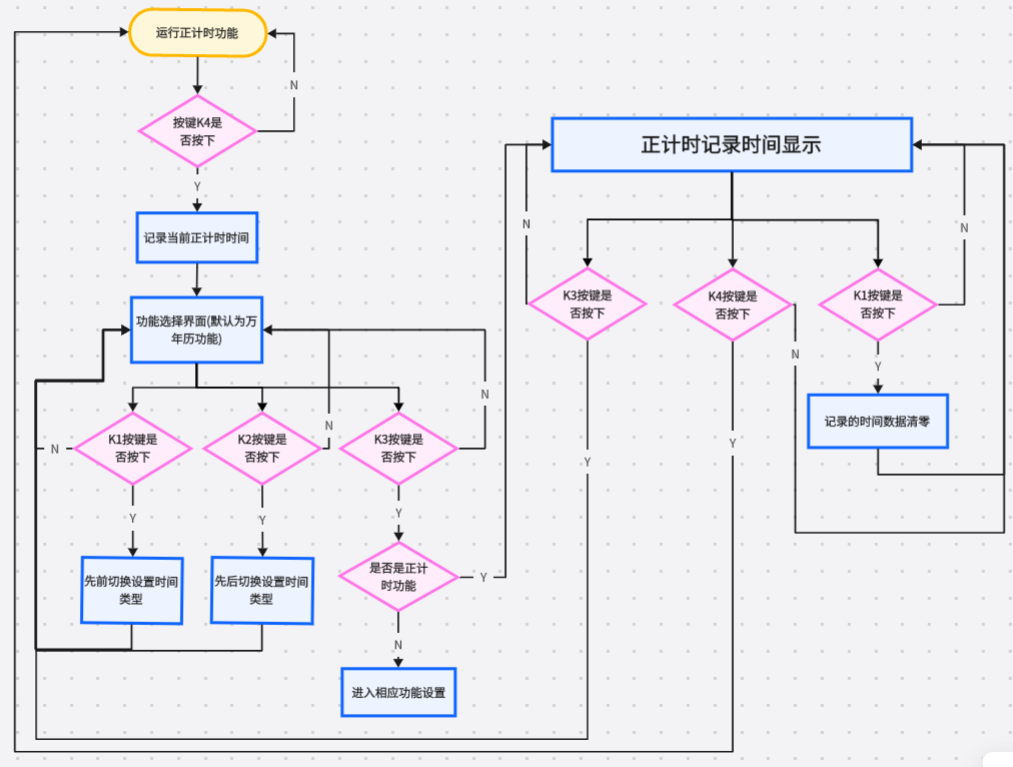 运行正计时功能
N
按键K4是
否按下
Y
记录当前正计时时间
功能选择界面(默认为万
年历功能)
N
K1按键是
否按下
N
K2按键是
否按下
N
K3按键是
否按下
Y
Y
Y
先前切换设置时间
类型
先后切换设置时间
类型
是否是正计
时功能
Y
N
进入相应功能设置
正计时记录时间显示
N
K3按键是
否按下
K4按键是
否按下
K1按键是
否按下
N
N
Y
记录的时间数据清零
Y
Y